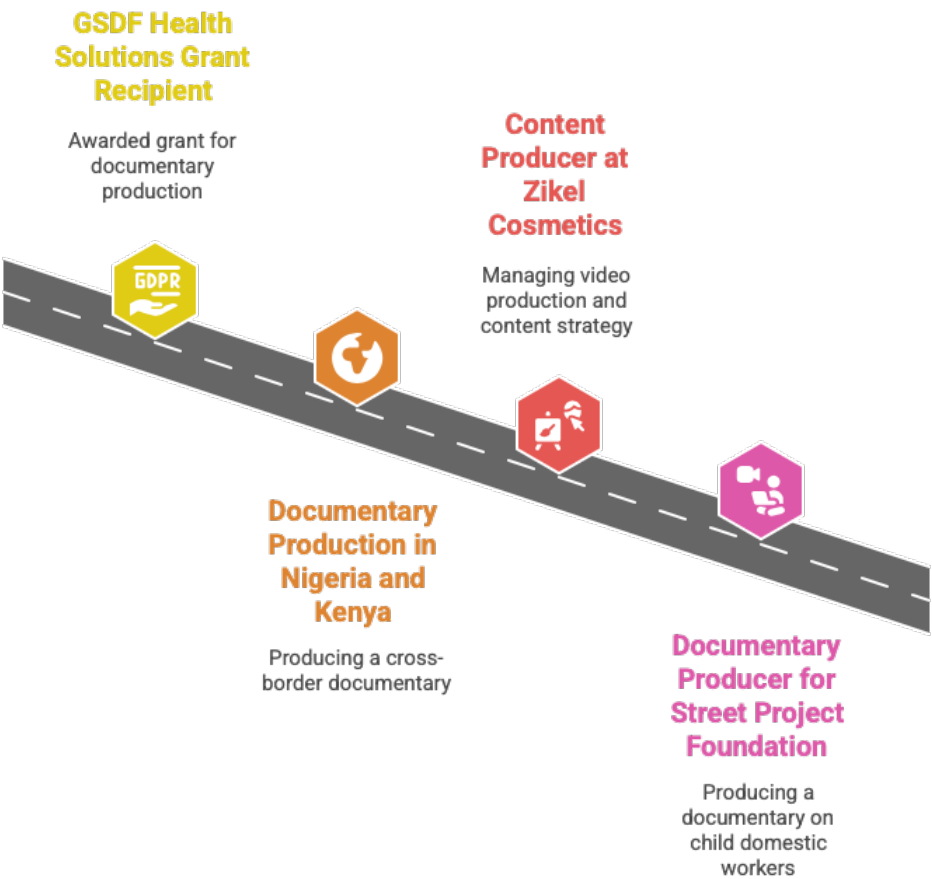 GSDF Health
Solutions Grant
Recipient
Awarded grant for
documentary
production
GDPR
Content
Producer at
Zikel
Cosmetics
Managing video
production and
content strategy
Documentary
Production in
Nigeria and
Kenya
Producing a cross-
border documentary
Documentary
Producer for
Street Project
Foundation
Producing a
documentary on
child domestic
workers